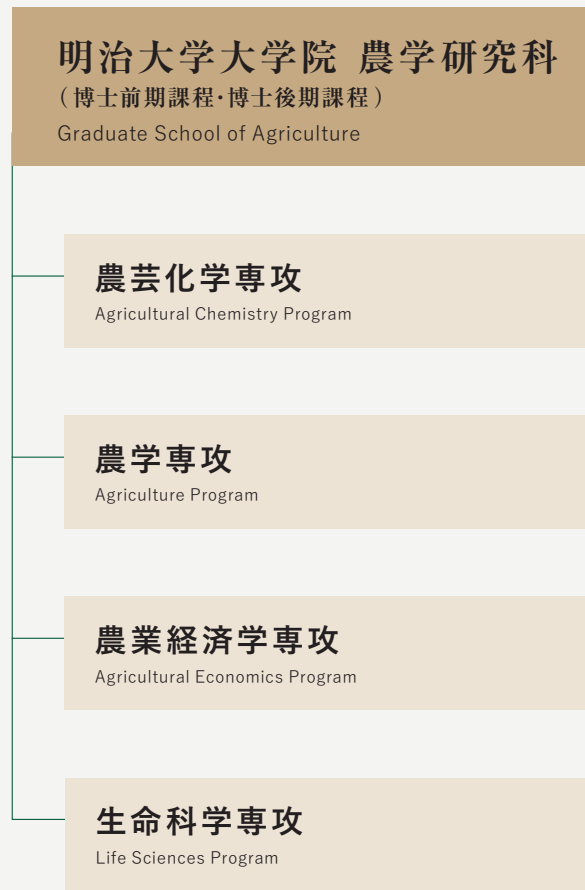 明治大学大学院 農学研究科
(博士前期課程・博士後期課程)
Graduate School of Agriculture
農芸化学専攻
Agricultural Chemistry Program
農学専攻
Agriculture Program
農業経済学専攻
Agricultural Economics Program
生命科学専攻
Life Sciences Program